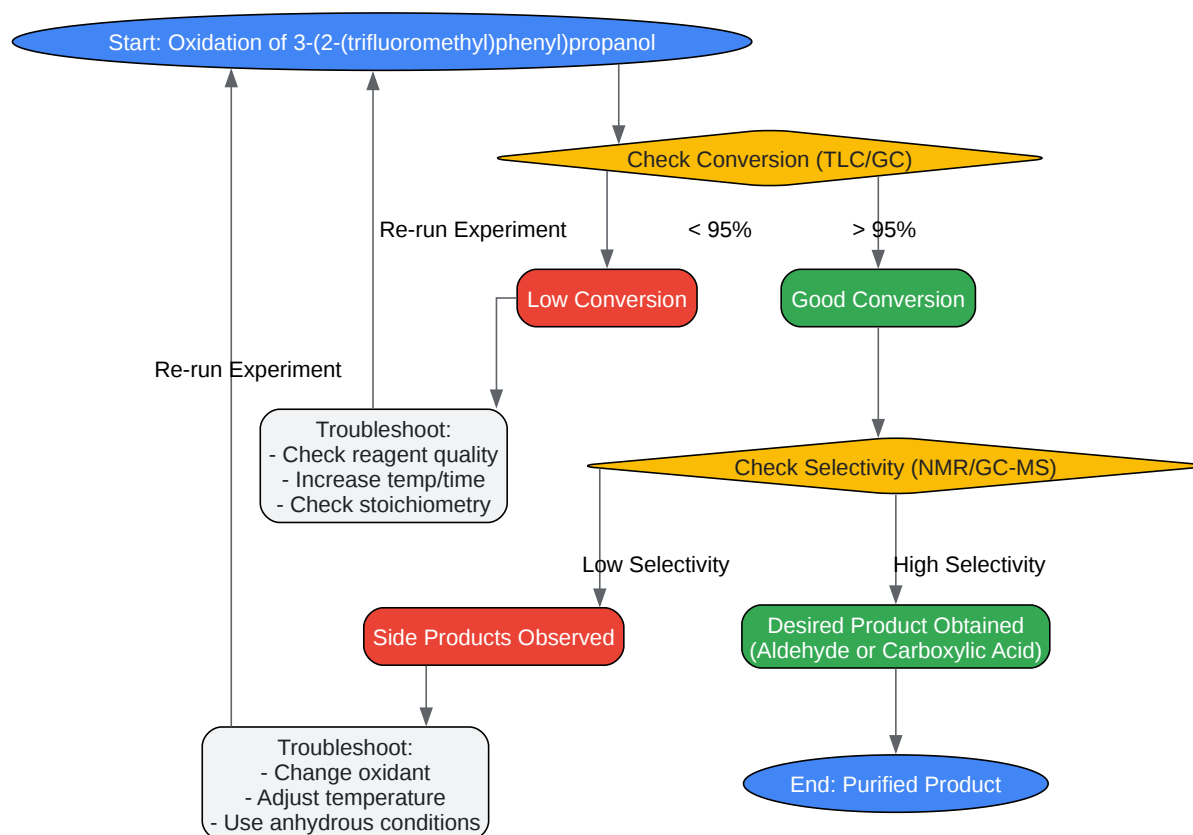 Start: Oxidation of 3-(2-(trifluoromethyl)phenyl)propanol
Check Conversion (TLC/GC)
Re-run Experiment
< 95%
> 95%
Low Conversion
Good Conversion
Re-run Experiment
Troubleshoot:
- Check reagent quality
- Increase temp/time
- Check stoichiometry
Check Selectivity (NMR/GC-MS)
Low Selectivity
High Selectivity
Side Products Observed
Desired Product Obtained
(Aldehyde or Carboxylic Acid)
Troubleshoot:
- Change oxidant
- Adjust temperature
- Use anhydrous conditions
End: Purified Product